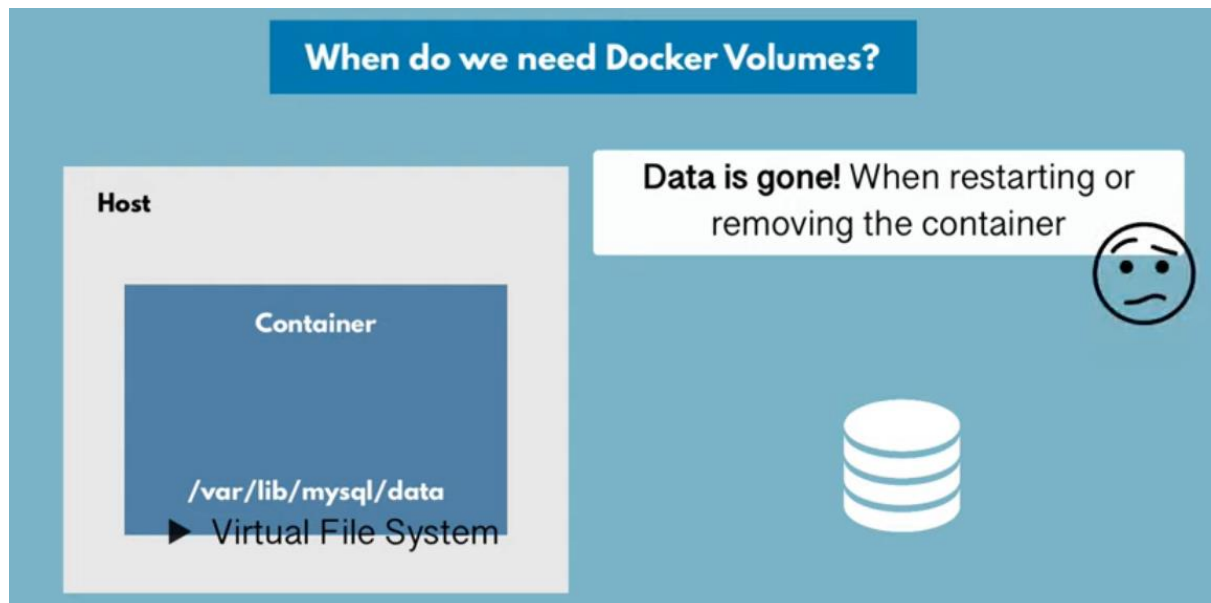 When do we need Docker Volumes?
Host
Container
/var/lib/mysql/data
▶ Virtual File System
Data is gone! When restarting or
removing the container